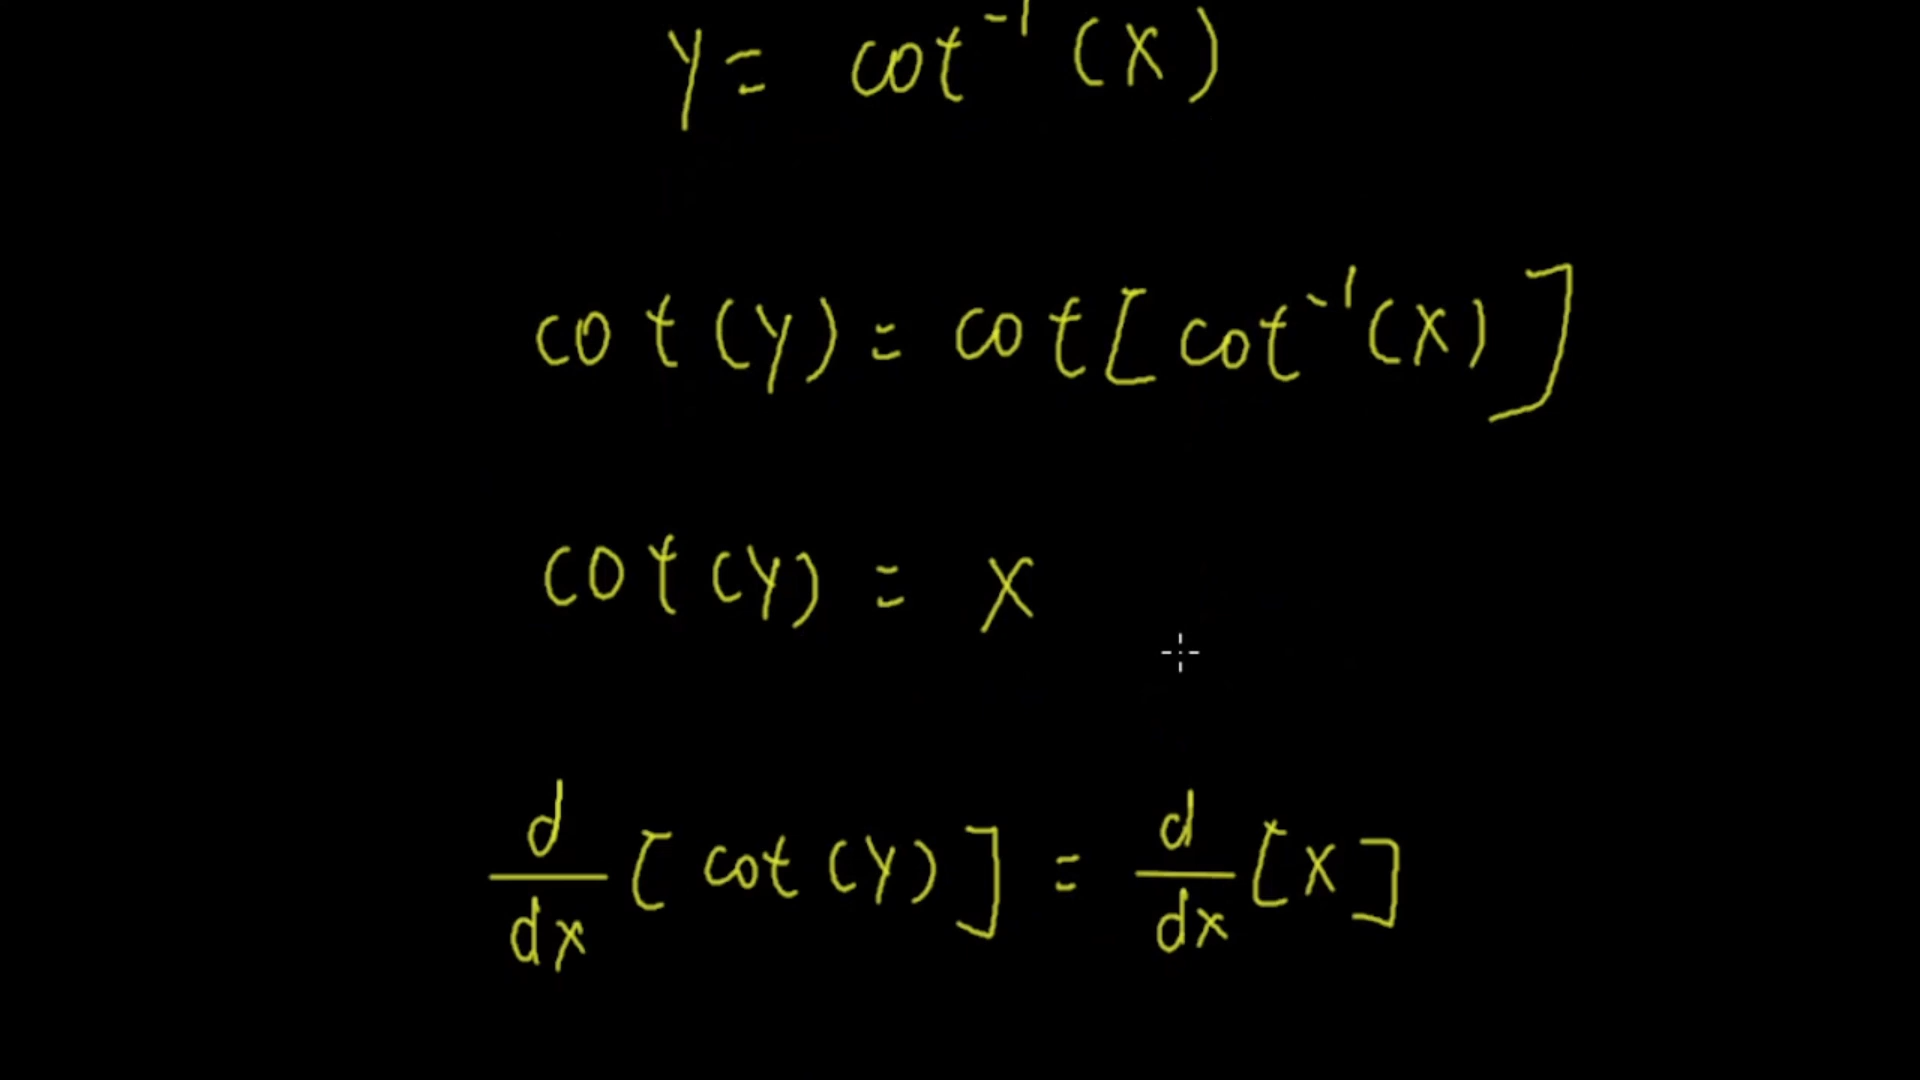 y = cot⁻¹(x)
cot(y) = cot[cot⁻¹(x)]
cot(y) = x
d/dx [cot(y)] = d/dx [x]